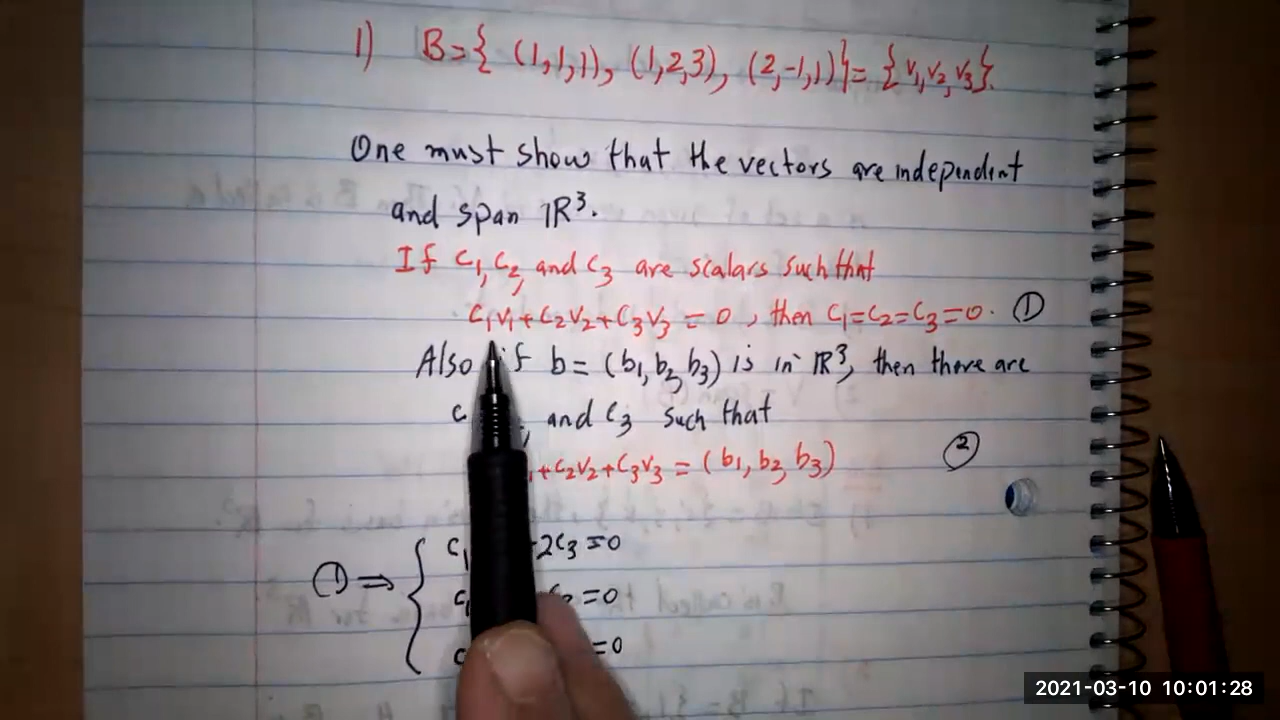 1) B={ (1,1,1), (1,2,3), (2,-1,1)}= {v₁,v₂,v₃}.
One must show that the vectors are independent
and span ℝ³.
If c₁,c₂, and c₃ are scalars such that
c₁v₁+c₂v₂+c₃v₃ = 0, then c₁=c₂=c₃=0. ①
Also if b = (b₁,b₂,b₃) is in ℝ³, then there are
c and c₃ such that
+c₂v₂+c₃v₃ = (b₁,b₂,b₃) ②
① ⇒ { c₁ 2c₃=0
c₁ =0
c =0
2021-03-10 10:01:28